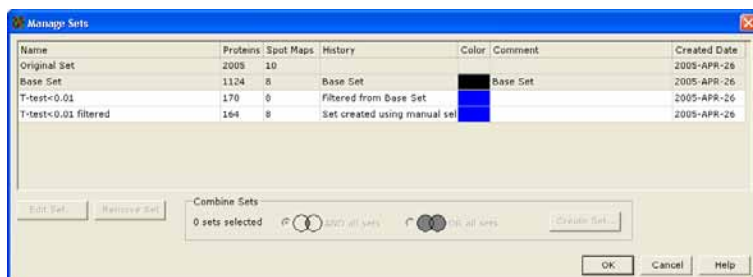 Manage Sets
Name Proteins Spot Maps History Color Comment Created Date
Original Set 2005 10 2005-APR-26
Base Set 1124 8 Base Set Base Set 2005-APR-26
T-test<0.01 170 8 Filtered from Base Set 2005-APR-26
T-test<0.01 filtered 164 8 Set created using manual sel 2005-APR-26
Combine Sets
Edit Set... Remove Set 0 sets selected AND all sets OR all sets Create Set...
OK Cancel Help